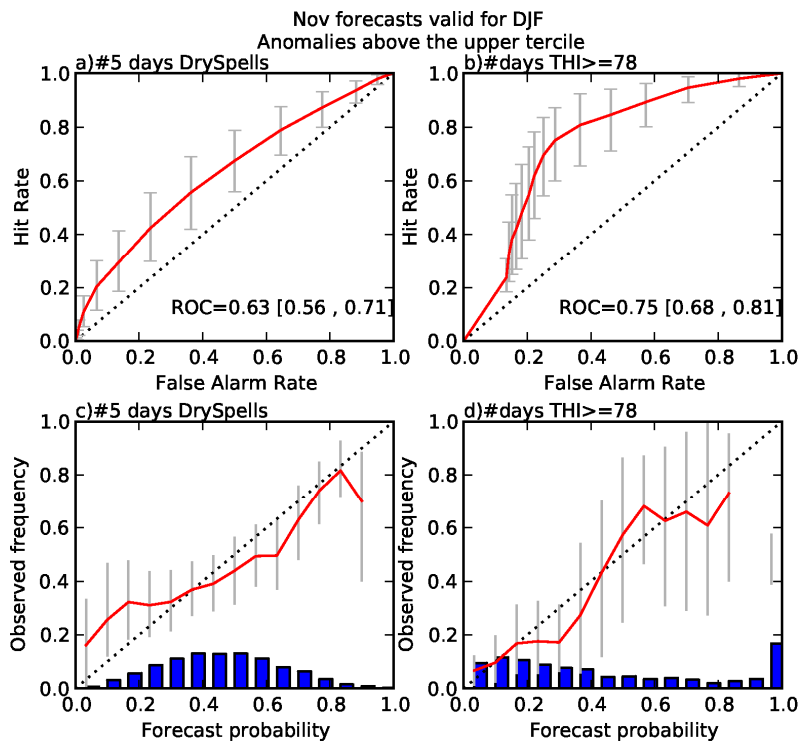 Nov forecasts valid for DJF
Anomalies above the upper tercile
a)#5 days DrySpells
1.0
0.8
0.6
0.4
0.2
0.0
Hit Rate
ROC=0.63 [0.56 , 0.71]
0.0 0.2 0.4 0.6 0.8 1.0
False Alarm Rate
b)#days THI>=78
1.0
0.8
0.6
0.4
0.2
0.0
Hit Rate
ROC=0.75 [0.68 , 0.81]
0.0 0.2 0.4 0.6 0.8 1.0
False Alarm Rate
c)#5 days DrySpells
1.0
0.8
0.6
0.4
0.2
0.0
Observed frequency
0.0 0.2 0.4 0.6 0.8 1.0
Forecast probability
d)#days THI>=78
1.0
0.8
0.6
0.4
0.2
0.0
Observed frequency
0.0 0.2 0.4 0.6 0.8 1.0
Forecast probability